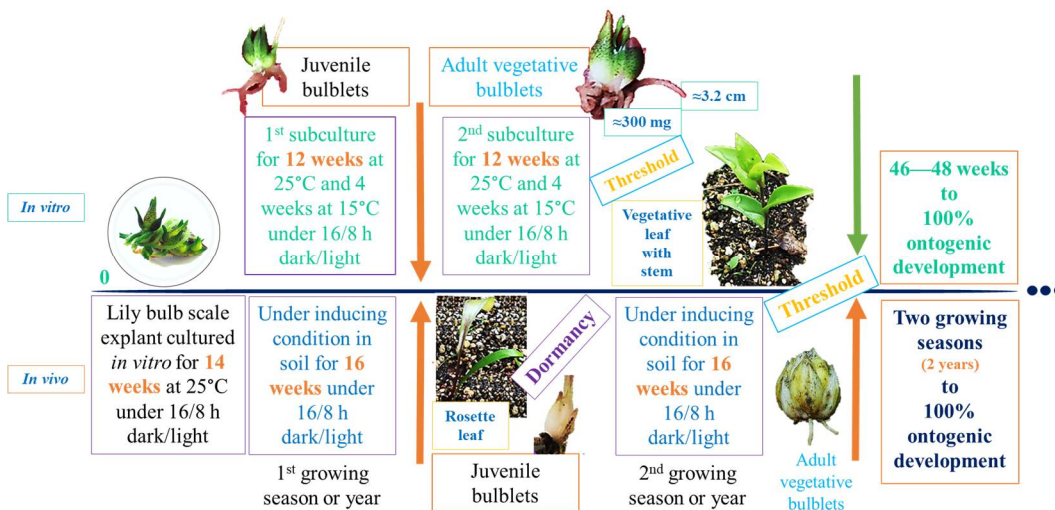 Juvenile
bulblets
Adult vegetative
bulblets
≈3.2 cm
≈300 mg
1st subculture
for 12 weeks at
25°C and 4
weeks at 15°C
under 16/8 h
dark/light
2nd subculture
for 12 weeks at
25°C and 4
weeks at 15°C
under 16/8 h
dark/light
Threshold
Vegetative
leaf
with
stem
46—48 weeks
to
100%
ontogenic
development
In vitro
0
Threshold
In vivo
Lily bulb scale
explant cultured
in vitro for 14
weeks at 25°C
under 16/8 h
dark/light
Under inducing
condition in
soil for 16
weeks under
16/8 h
dark/light
1st growing
season or year
Rosette
leaf
Dormancy
Juvenile
bulblets
Under inducing
condition in
soil for 16
weeks under
16/8 h
dark/light
2nd growing
season or year
Adult
vegetative
bulblets
Two growing
seasons
(2 years)
to
100%
ontogenic
development